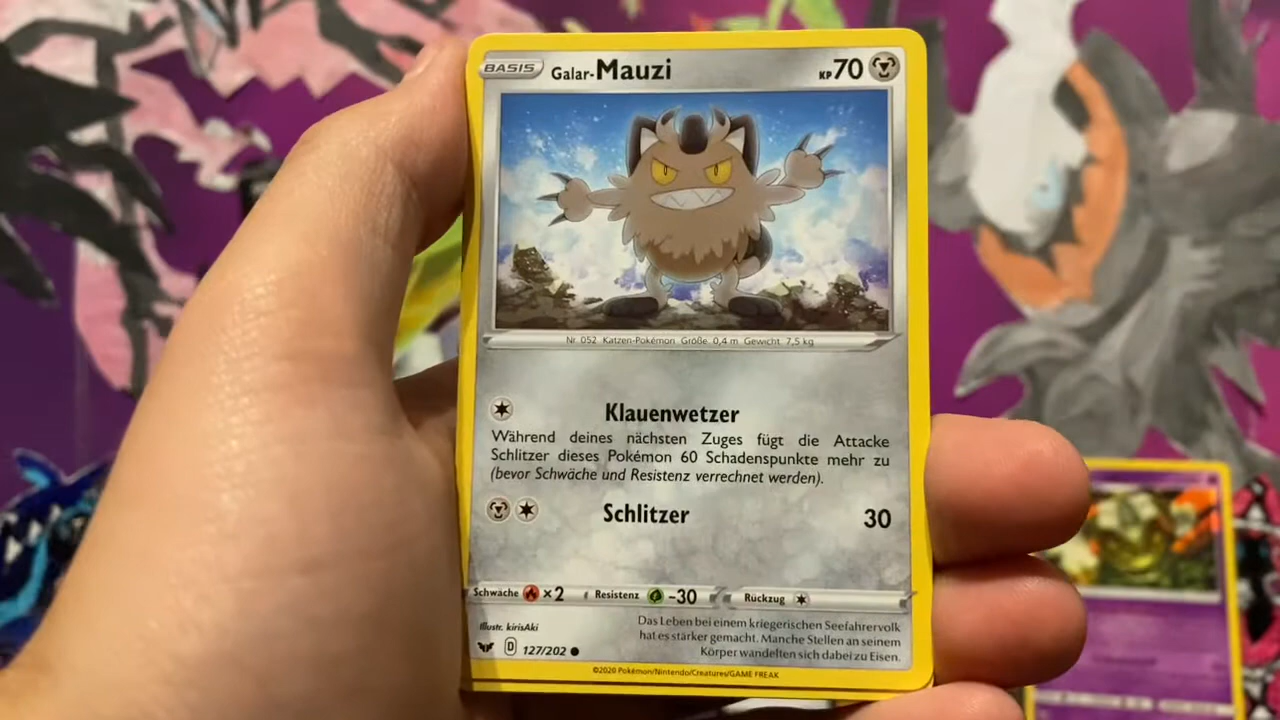 BASIS Galar-Mauzi KP 70
Nr. 052 Katzen-Pokémon Größe: 0,4 m Gewicht: 7,5 kg
Klauenwetzer
Während deines nächsten Zuges fügt die Attacke
Schlitzer dieses Pokémon 60 Schadenspunkte mehr zu
(bevor Schwäche und Resistenz verrechnet werden).
Schlitzer 30
Schwäche ×2 Resistenz -30 Rückzug
Illustr. kirisAki
D 127/202
Das Leben bei einem kriegerischen Seefahrervolk
hat es stärker gemacht. Manche Stellen an seinem
Körper wandelten sich dabei zu Eisen.
©2020 Pokémon/Nintendo/Creatures/GAME FREAK